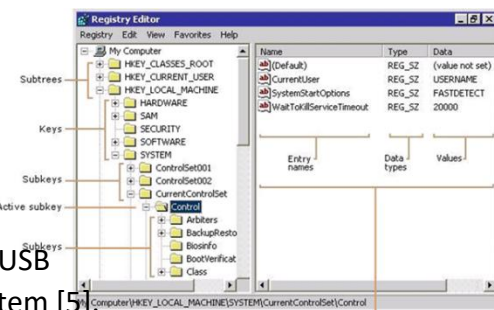 Registry Editor
Registry Edit View Favorites Help
My Computer
HKEY_CLASSES_ROOT
HKEY_CURRENT_USER
HKEY_LOCAL_MACHINE
HARDWARE
SAM
SECURITY
SOFTWARE
SYSTEM
ControlSet001
ControlSet002
CurrentControlSet
Control
Arbiters
BackupResto
Biosinfo
BootVerificat
Class
Subtrees
Keys
Subkeys
Active subkey
Subkeys
Name Type Data
(Default) REG_SZ (value not set)
CurrentUser REG_SZ USERNAME
SystemStartOptions REG_SZ FASTDETECT
WaitToKillServiceTimeout REG_SZ 20000
Entry names
Data types
Values
USB
tem [5].
My Computer\HKEY_LOCAL_MACHINE\SYSTEM\CurrentControlSet\Control